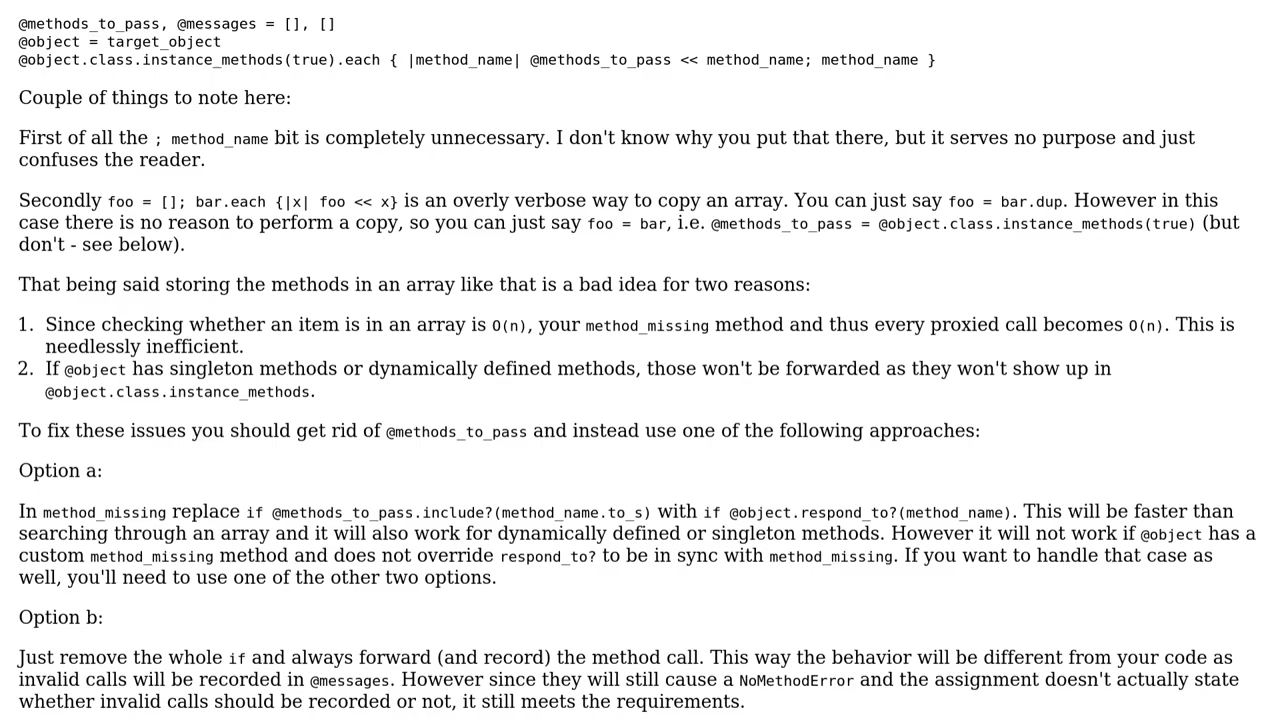 @methods_to_pass, @messages = [], []
@object = target_object
@object.class.instance_methods(true).each { |method_name| @methods_to_pass << method_name; method_name }
Couple of things to note here:
First of all the ; method_name bit is completely unnecessary. I don't know why you put that there, but it serves no purpose and just
confuses the reader.
Secondly foo = []; bar.each {|x| foo << x} is an overly verbose way to copy an array. You can just say foo = bar.dup. However in this
case there is no reason to perform a copy, so you can just say foo = bar, i.e. @methods_to_pass = @object.class.instance_methods(true) (but
don't - see below).
That being said storing the methods in an array like that is a bad idea for two reasons:
1. Since checking whether an item is in an array is O(n), your method_missing method and thus every proxied call becomes O(n). This is
needlessly inefficient.
2. If @object has singleton methods or dynamically defined methods, those won't be forwarded as they won't show up in
@object.class.instance_methods.
To fix these issues you should get rid of @methods_to_pass and instead use one of the following approaches:
Option a:
In method_missing replace if @methods_to_pass.include?(method_name.to_s) with if @object.respond_to?(method_name). This will be faster than
searching through an array and it will also work for dynamically defined or singleton methods. However it will not work if @object has a
custom method_missing method and does not override respond_to? to be in sync with method_missing. If you want to handle that case as
well, you'll need to use one of the other two options.
Option b:
Just remove the whole if and always forward (and record) the method call. This way the behavior will be different from your code as
invalid calls will be recorded in @messages. However since they will still cause a NoMethodError and the assignment doesn't actually state
whether invalid calls should be recorded or not, it still meets the requirements.